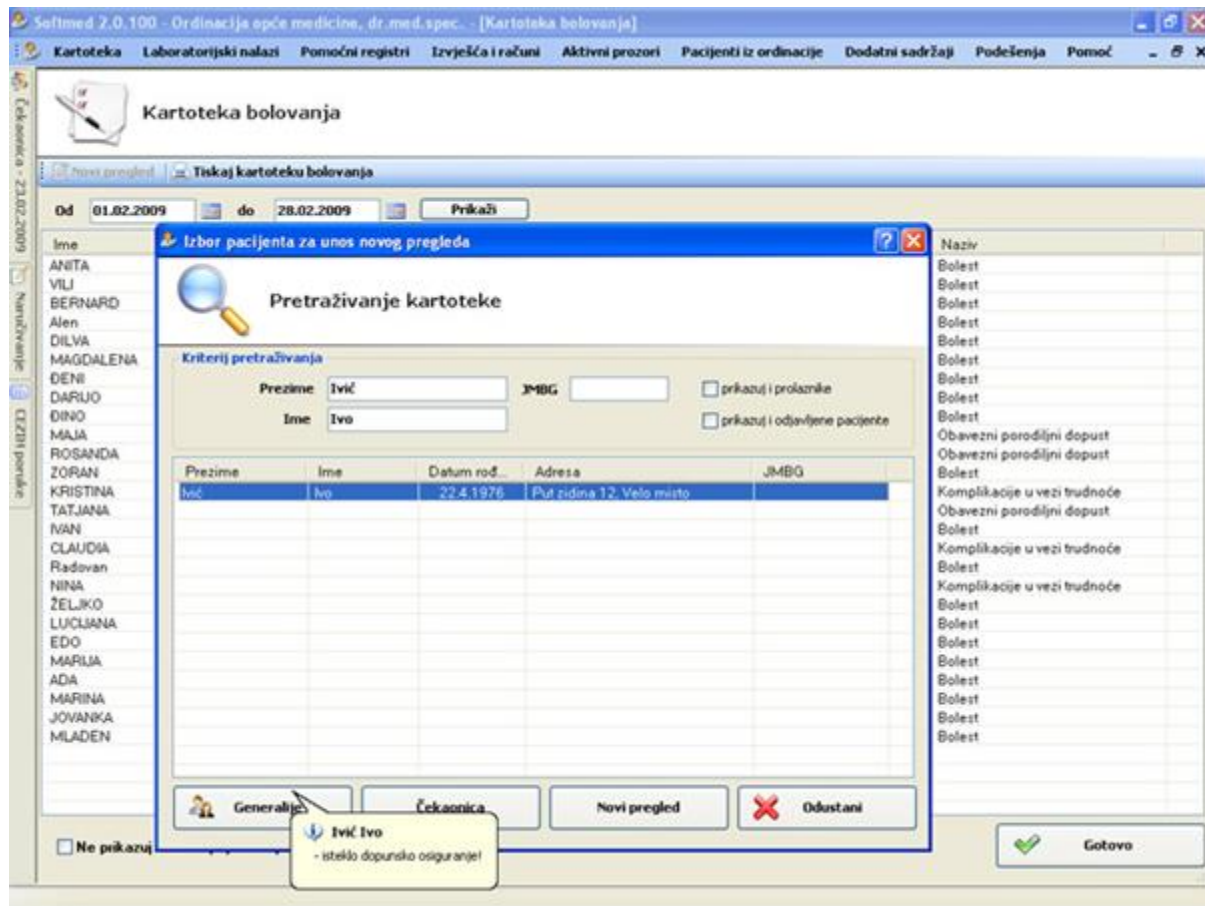 Softmed 2.0.100 - Ordinacija opće medicine, dr.med.spec. - [Kartoteka bolovanja]
Kartoteka Laboratorijski nalazi Pomoćni registri Izvješća i računi Aktivni prozori Pacijenti iz ordinacije Dodatni sadržaji Podešenja Pomoć
Čekaonica - 23.02.2009
Naručivanje
CEZIH poruke
Kartoteka bolovanja
Novi pregled Tiskaj kartoteku bolovanja
Od 01.02.2009 do 28.02.2009 Prikaži
Ime Naziv
ANITA Bolest
VILI Bolest
BERNARD Bolest
Alen Bolest
DILVA Bolest
MAGDALENA Bolest
ĐENI Bolest
DARIJO Bolest
ĐINO Bolest
MAJA Obavezni porodiljni dopust
ROSANDA Obavezni porodiljni dopust
ZORAN Bolest
KRISTINA Komplikacije u vezi trudnoće
TATJANA Obavezni porodiljni dopust
IVAN Bolest
CLAUDIA Komplikacije u vezi trudnoće
Radovan Bolest
NINA Komplikacije u vezi trudnoće
ŽELJKO Bolest
LUCIJANA Bolest
EDO Bolest
MARIJA Bolest
ADA Bolest
MARINA Bolest
JOVANKA Bolest
MLADEN Bolest
Izbor pacijenta za unos novog pregleda
Pretraživanje kartoteke
Kriterij pretraživanja
Prezime Ivić JMBG prikazuj i prolaznike
Ime Ivo prikazuj i odjavljene pacijente
Prezime Ime Datum rođ... Adresa JMBG
Ivić Ivo 22.4.1976 Put zidina 12, Velo misto
Generalije Čekaonica Novi pregled Odustani
Ivić Ivo
- isteklo dopunsko osiguranje!
Ne prikazuj
Gotovo